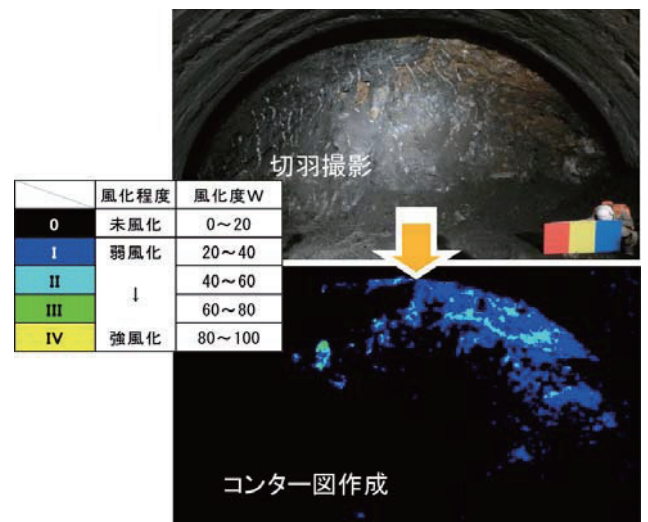 切羽撮影
風化程度 風化度W
0 未風化 0～20
I 弱風化 20～40
II ↓ 40～60
III 60～80
IV 強風化 80～100
コンター図作成